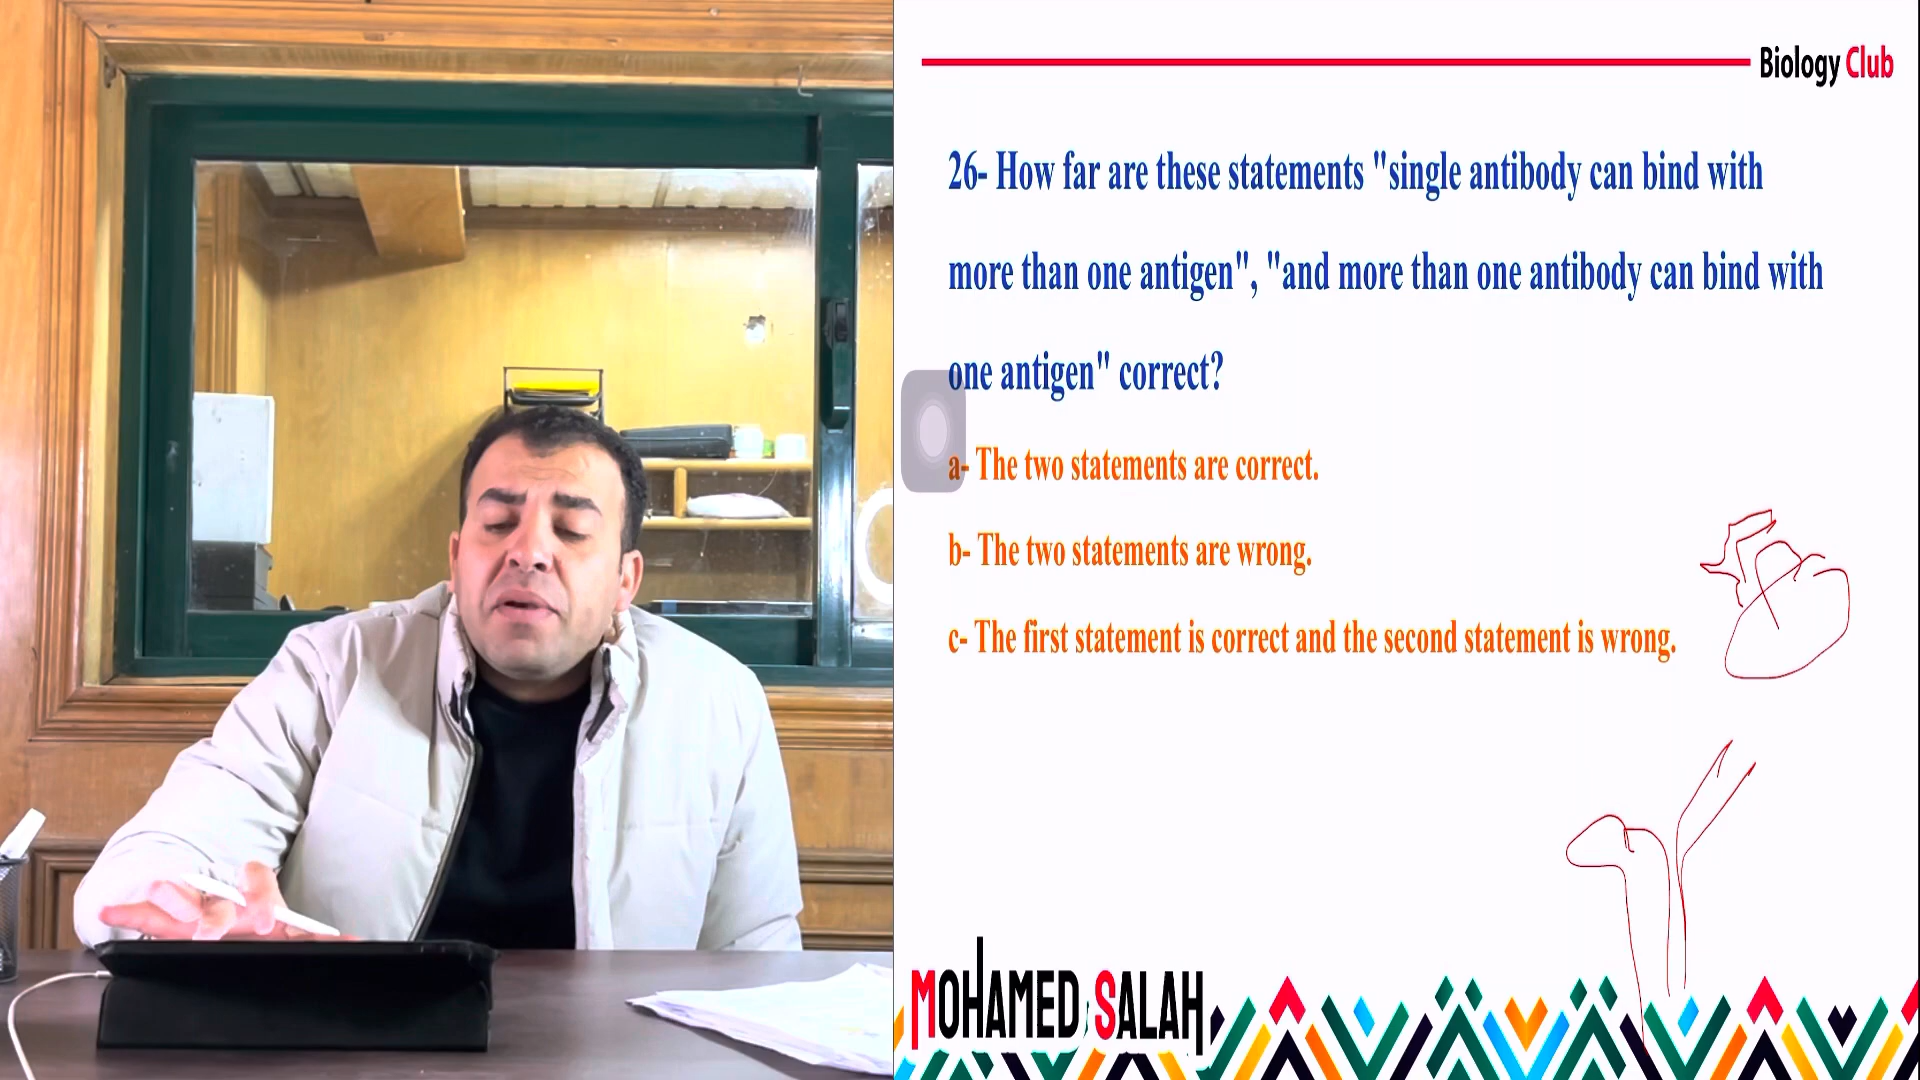 Biology Club
26- How far are these statements "single antibody can bind with
more than one antigen", "and more than one antibody can bind with
one antigen" correct?
a- The two statements are correct.
b- The two statements are wrong.
c- The first statement is correct and the second statement is wrong.
MOHAMED SALAH